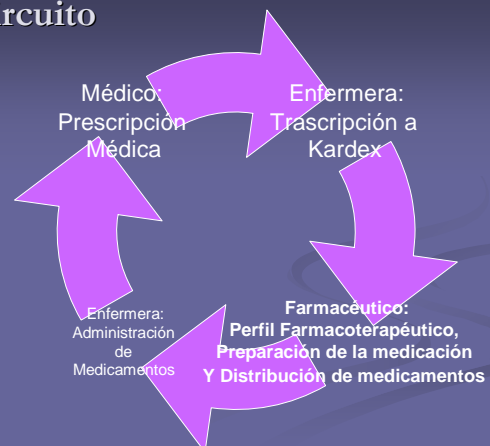 rcuito
Médico:
Prescripción
Médica
Enfermera:
Trascripción a
Kardex
Farmacéutico:
Perfil Farmacoterapéutico,
Preparación de la medicación
Y Distribución de medicamentos
Enfermera:
Administración
de
Medicamentos